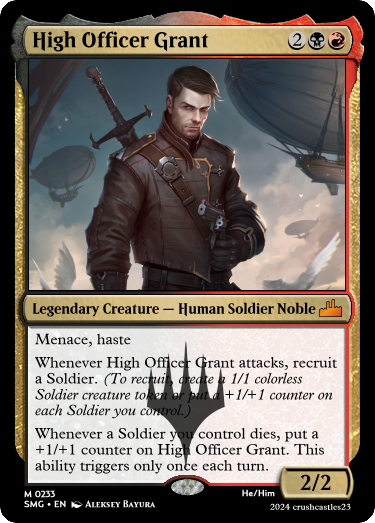 High Officer Grant 2
Legendary Creature — Human Soldier Noble
Menace, haste
Whenever High Officer Grant attacks, recruit
a Soldier. (To recruit, create a 1/1 colorless
Soldier creature token or put a +1/+1 counter on
each Soldier you control.)
Whenever a Soldier you control dies, put a
+1/+1 counter on High Officer Grant. This
ability triggers only once each turn.
2/2
M 0233
SMG • EN Aleksey Bayura
He/Him
2024 crushcastles23